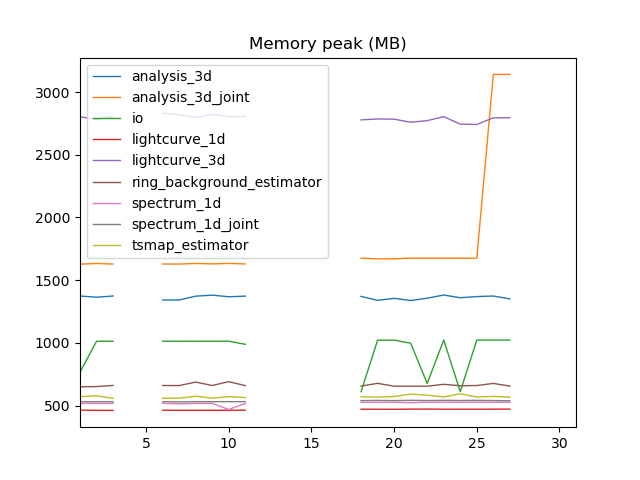 Memory peak (MB)
analysis_3d
analysis_3d_joint
io
lightcurve_1d
lightcurve_3d
ring_background_estimator
spectrum_1d
spectrum_1d_joint
tsmap_estimator
3000
2500
2000
1500
1000
500
5 10 15 20 25 30